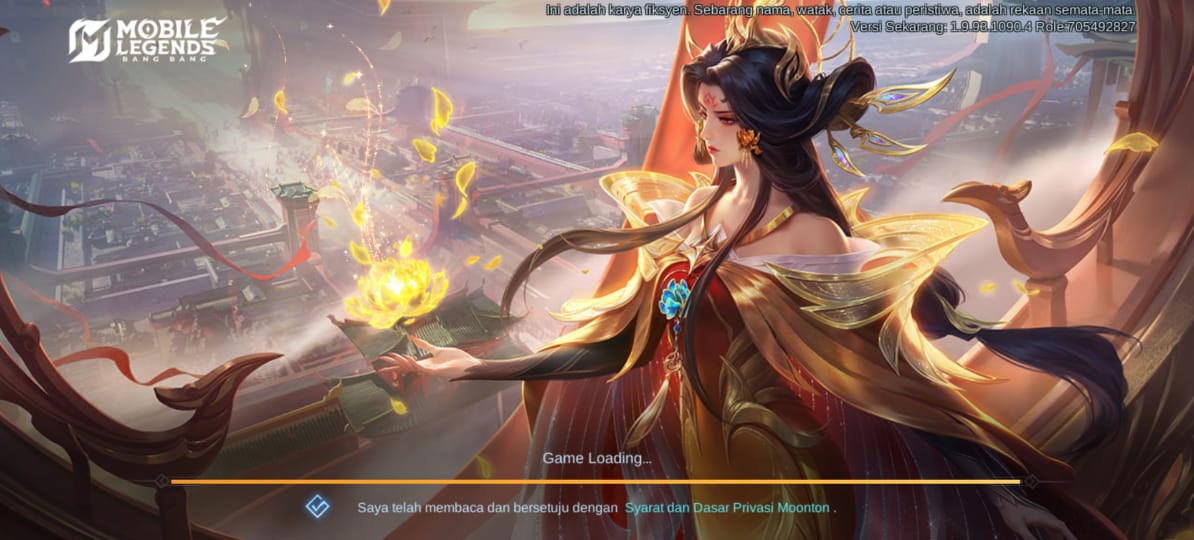 Ini adalah karya fiksyen. Sebarang nama, watak, cerita atau peristiwa, adalah rekaan semata-mata.
Versi Sekarang: 1.9.98.1090.4 Role:705492827
MOBILE
LEGENDS
BANG BANG
Game Loading...
Saya telah membaca dan bersetuju dengan Syarat dan Dasar Privasi Moonton .